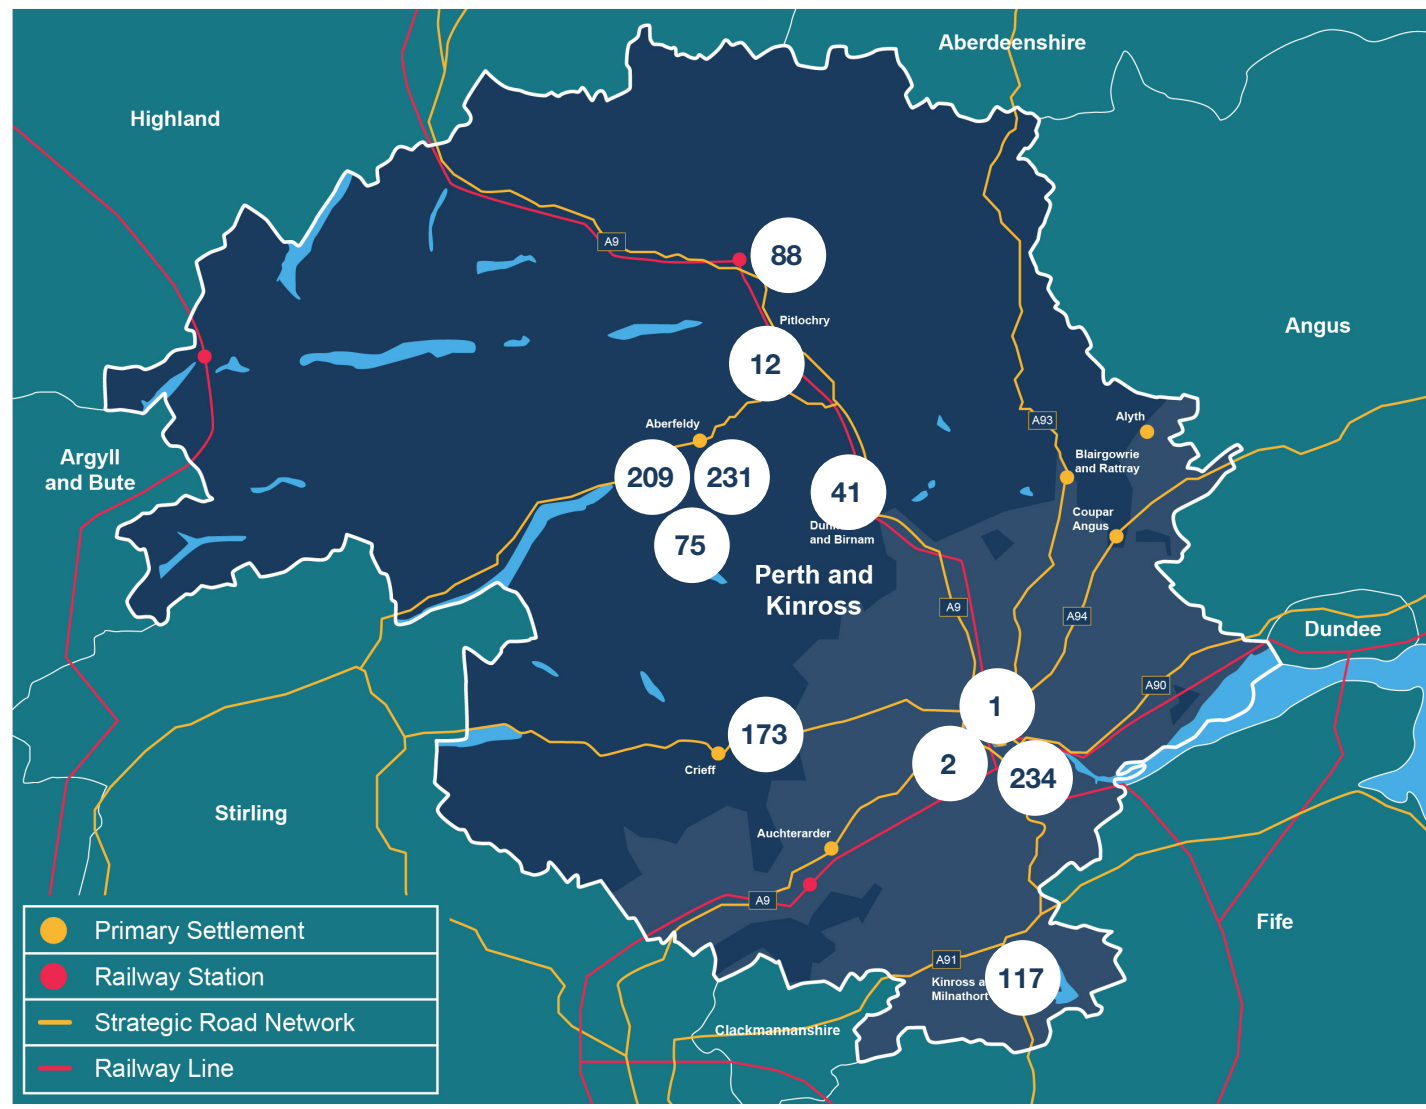 Aberdeenshire
Highland
A9
88
Pitlochry
Angus
12
Aberfeldy
A93
Alyth
Blairgowrie
and Rattray
Argyll
and Bute
209
231
41
Coupar
Angus
75
and Birnam
Perth and
Kinross
A9
A94
Dundee
A90
1
173
2
234
Crieff
Stirling
Auchterarder
A9
Fife
A91
Kinross
Milnathort
117
Clackmannanshire
Primary Settlement
Railway Station
Strategic Road Network
Railway Line